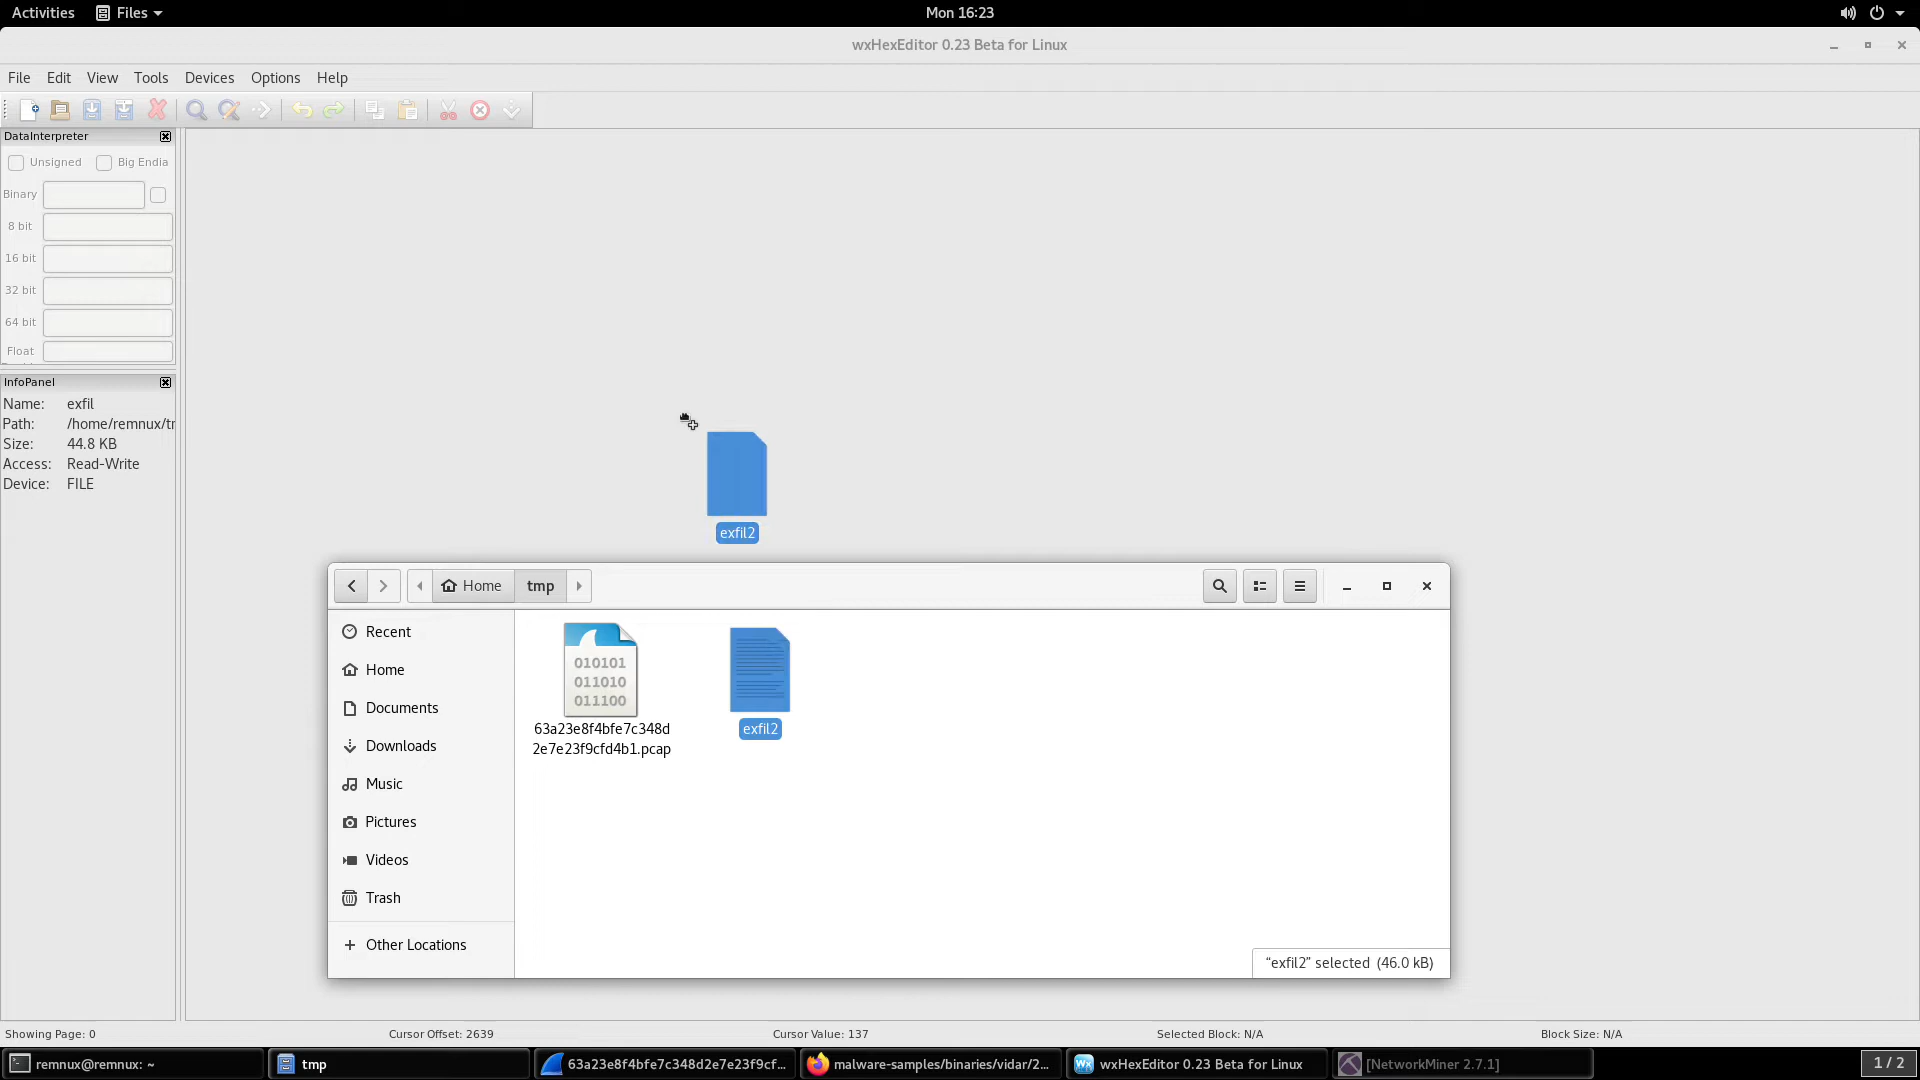 Activities Files Mon 16:23
wxHexEditor 0.23 Beta for Linux
File Edit View Tools Devices Options Help
DataInterpreter
Unsigned Big Endia
Binary
8 bit
16 bit
32 bit
64 bit
Float
InfoPanel
Name: exfil
Path: /home/remnux/tr
Size: 44.8 KB
Access: Read-Write
Device: FILE
exfil2
Home tmp
Recent
Home
Documents
Downloads
Music
Pictures
Videos
Trash
Other Locations
010101
011010
011100
63a23e8f4bfe7c348d
2e7e23f9cfd4b1.pcap
exfil2
“exfil2” selected (46.0 kB)
Showing Page: 0 Cursor Offset: 2639 Cursor Value: 137 Selected Block: N/A Block Size: N/A
remnux@remnux: ~ tmp 63a23e8f4bfe7c348d2e7e23f9cf... malware-samples/binaries/vidar/2... Wx wxHexEditor 0.23 Beta for Linux [NetworkMiner 2.7.1] 1 / 2